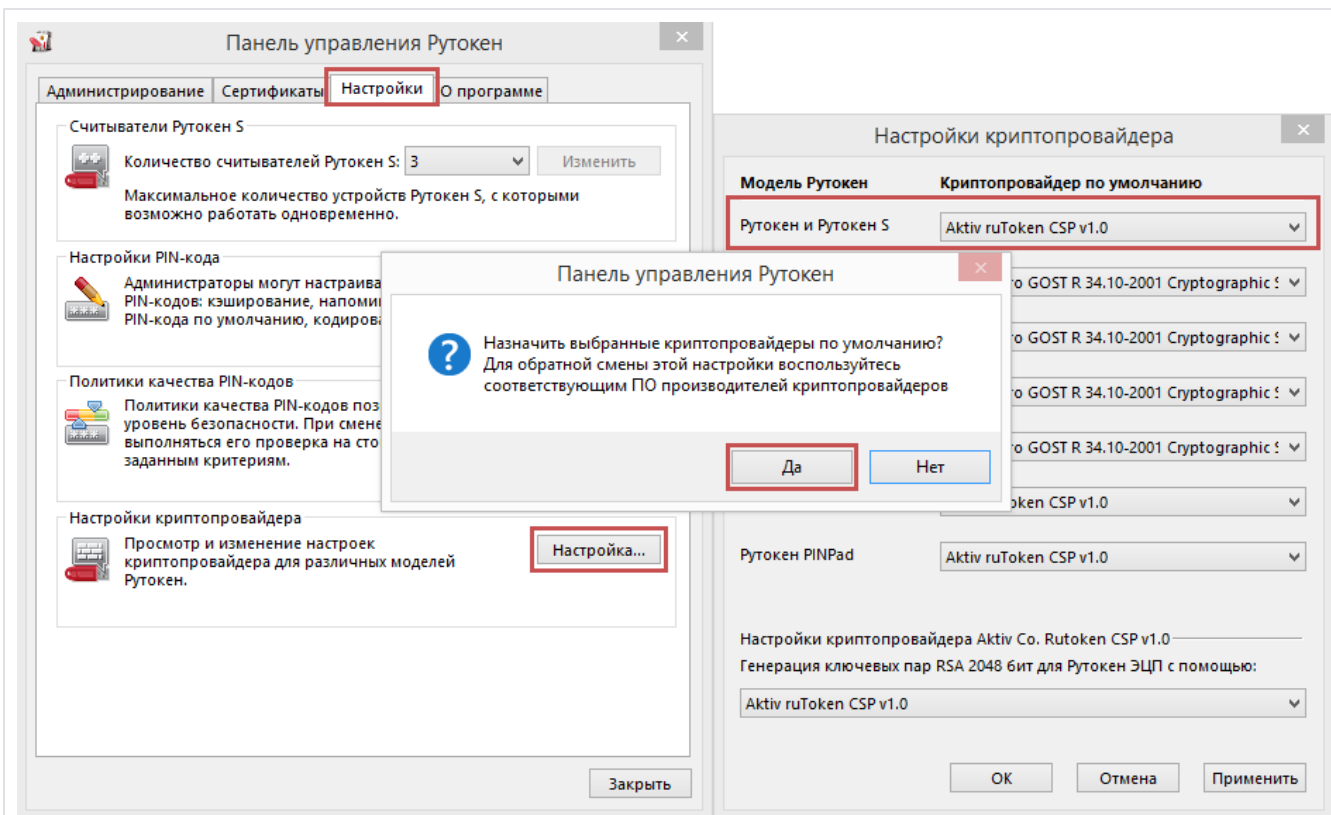 Панель управления Рутокен
Администрирование
Сертификаты
Настройки
О программе
Считыватели Рутокен S
Количество считывателей Рутокен S: 3
Изменить
Максимальное количество устройств Рутокен S, с которыми
возможно работать одновременно.
Настройки PIN-кода
Администраторы могут
PIN-кодов: кэширование,
PIN-кода по умолчанию,
Политики качества PIN-кодов
Политики качества PIN-кодов
уровень безопасности. При
выполняться его проверка на
заданным критериям.
Настройки криптопровайдера
Просмотр и изменение настроек
криптопровайдера для различных моделей
Рутокен.
Настройка...
Закрыть
Панель управления Рутокен
Назначить выбранные криптопровайдеры по умолчанию?
Для обратной смены этой настройки воспользуйтесь
соответствующим ПО производителей криптопровайдеров
Да
Нет
Настройки криптопровайдера
Модель Рутокен Криптопровайдер по умолчанию
Рутокен и Рутокен S Aktiv ruToken CSP v1.0
GOST R 34.10-2001 Cryptographic
GOST R 34.10-2001 Cryptographic
GOST R 34.10-2001 Cryptographic
GOST R 34.10-2001 Cryptographic
CSP v1.0
Рутокен PINPad Aktiv ruToken CSP v1.0
Настройки криптопровайдера Aktiv Co. Rutoken CSP v1.0
Генерация ключевых пар RSA 2048 бит для Рутокен ЭЦП с помощью:
Aktiv ruToken CSP v1.0
ОК
Отмена
Применить